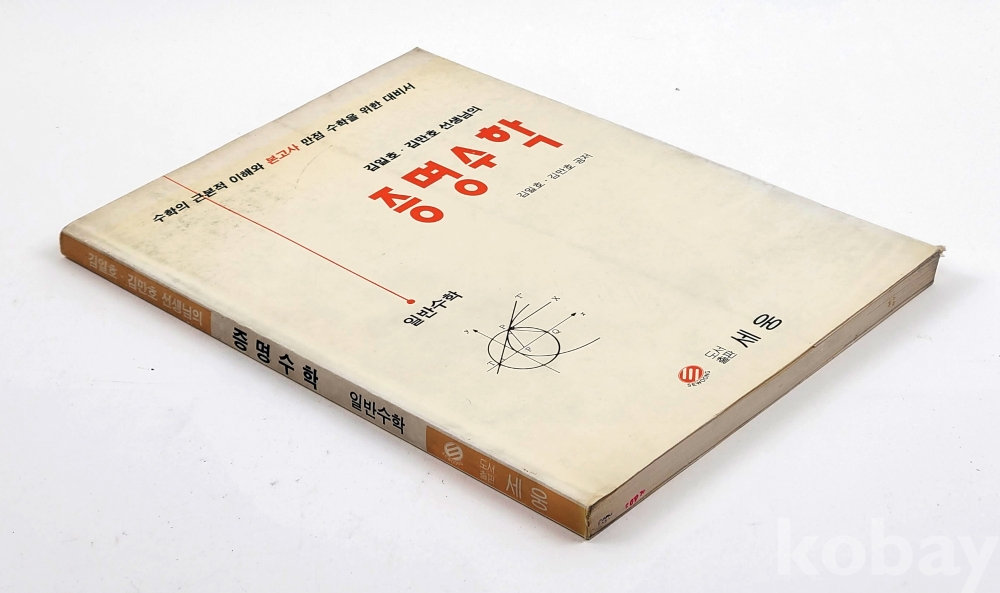 수학의 근본적 이해와 본고사 만점 수학을 위한 대비서
김일호 · 김만호 선생님의
증명수학
김일호 · 김만호 공저
일반수학
도서
출판
세웅
SEWOONG
김일호 · 김만호 선생님의
증명수학
일반수학
도서
출판
세웅
kobay